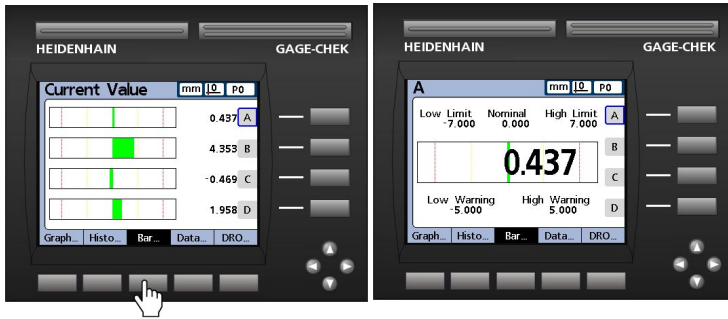 HEIDENHAIN GAGE-CHEK
Current Value mm 0 P0
0.437 A
4.353 B
-0.469 C
1.958 D
Graph... Histo... Bar... Data... DRO...
HEIDENHAIN GAGE-CHEK
A mm 0 P0
Low Limit Nominal High Limit A
-7.000 0.000 7.000
B
0.437
C
Low Warning High Warning
-5.000 5.000 D
Graph... Histo... Bar... Data... DRO...